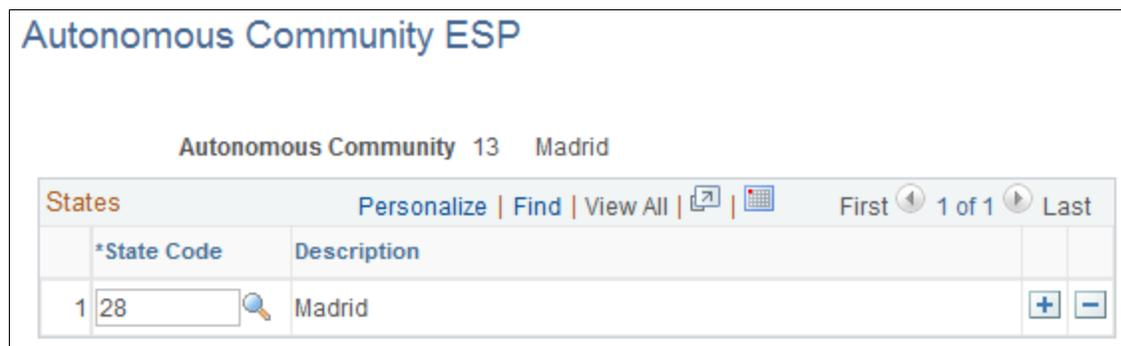 Autonomous Community ESP
Autonomous Community 13 Madrid
States Personalize | Find | View All | | First 1 of 1 Last
*State Code Description
1 28 Madrid